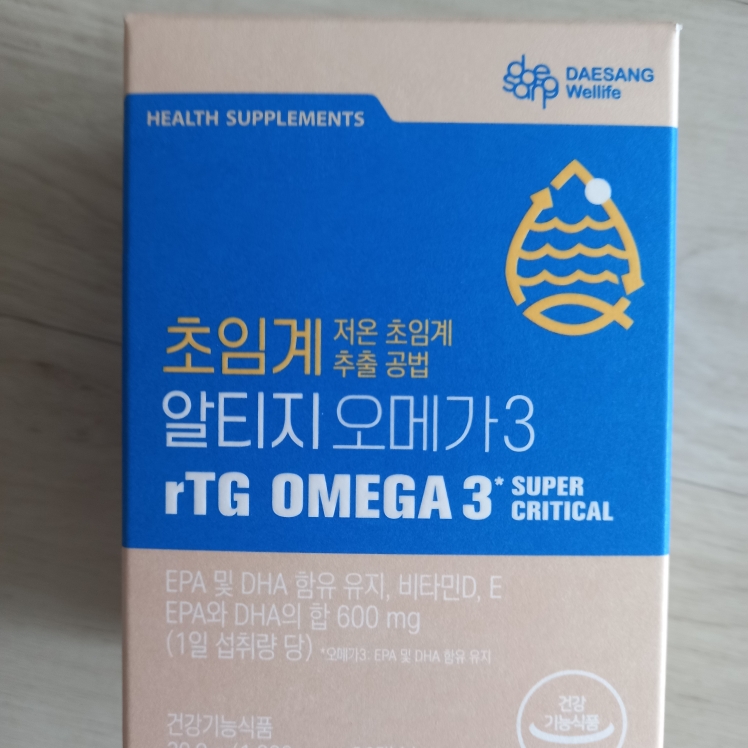 daesang
DAESANG
Wellife
HEALTH SUPPLEMENTS
초임계 저온 초임계
추출 공법
알티지오메가3
rTG OMEGA 3* SUPER
CRITICAL
EPA 및 DHA 함유 유지, 비타민D, E
EPA와 DHA의 합 600 mg
(1일 섭취량 당) *오메가3: EPA 및 DHA 함유 유지
건강
기능식품
건강기능식품